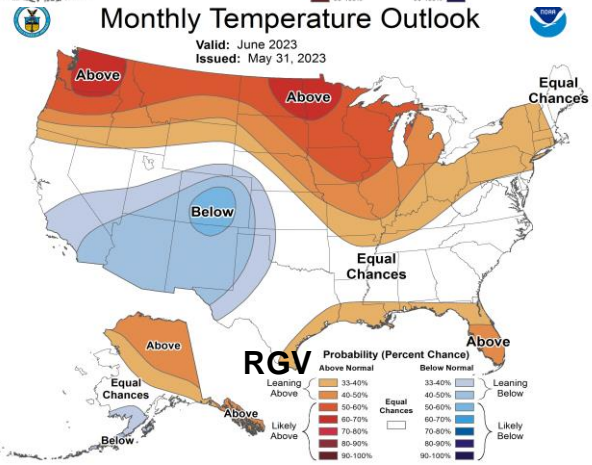 Monthly Temperature Outlook
Valid: June 2023
Issued: May 31, 2023
noaa
Above
Above
Equal
Chances
Below
Equal
Chances
Above
Above
Equal
Chances
Above
Below
RGV
Probability (Percent Chance)
Above Normal
Below Normal
Leaning
Above
33-40%
40-50%
Likely
Above
50-60%
60-70%
70-80%
80-90%
90-100%
Equal
Chances
33-40%
40-50%
Leaning
Below
50-60%
60-70%
70-80%
80-90%
90-100%
Likely
Below